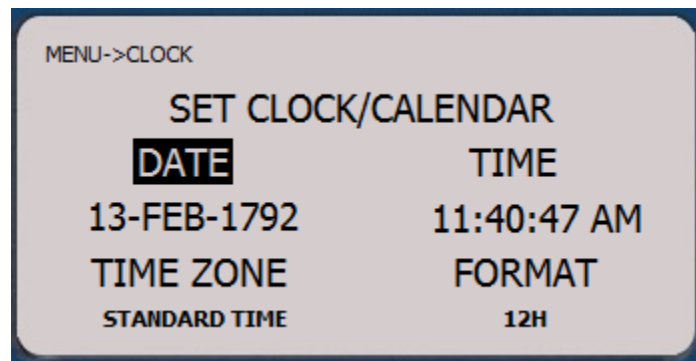 MENU->CLOCK
SET CLOCK/CALENDAR
DATE TIME
13-FEB-1792 11:40:47 AM
TIME ZONE FORMAT
STANDARD TIME 12H